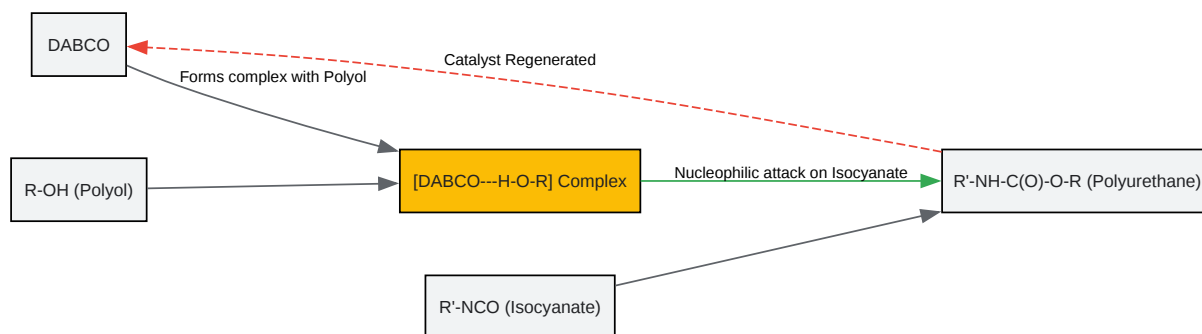 DABCO
Catalyst Regenerated
Forms complex with Polyol
R-OH (Polyol)
[DABCO---H-O-R] Complex
Nucleophilic attack on Isocyanate
R'-NH-C(O)-O-R (Polyurethane)
R'-NCO (Isocyanate)